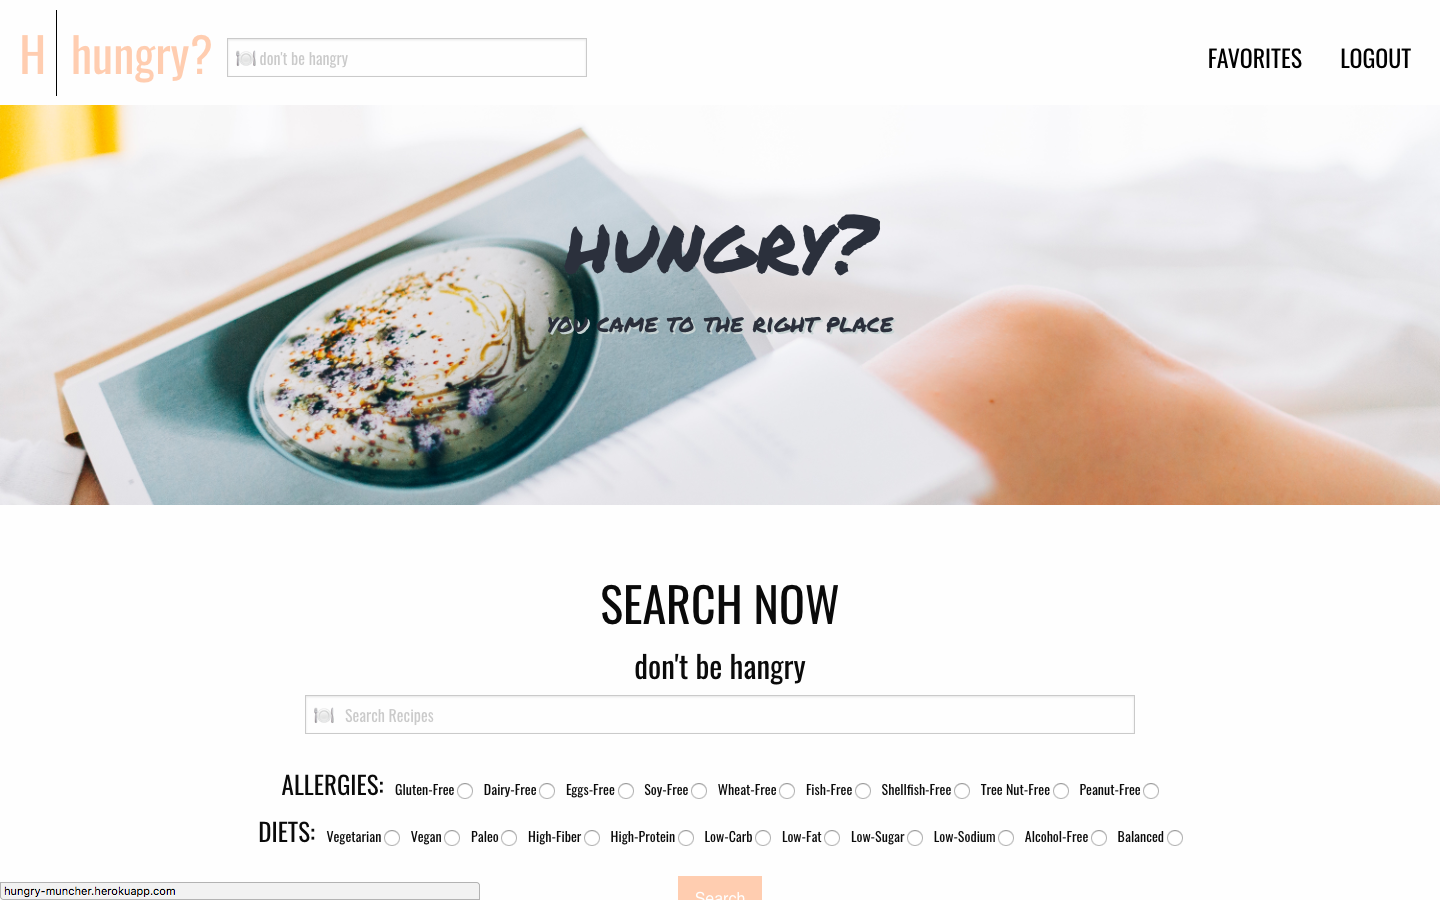 H hungry? 🍽 don't be hangry FAVORITES LOGOUT
HUNGRY?
YOU CAME TO THE RIGHT PLACE
SEARCH NOW
don't be hangry
🍽 Search Recipes
ALLERGIES: Gluten-Free Dairy-Free Eggs-Free Soy-Free Wheat-Free Fish-Free Shellfish-Free Tree Nut-Free Peanut-Free
DIETS: Vegetarian Vegan Paleo High-Fiber High-Protein Low-Carb Low-Fat Low-Sugar Low-Sodium Alcohol-Free Balanced
Search
hungry-muncher.herokuapp.com